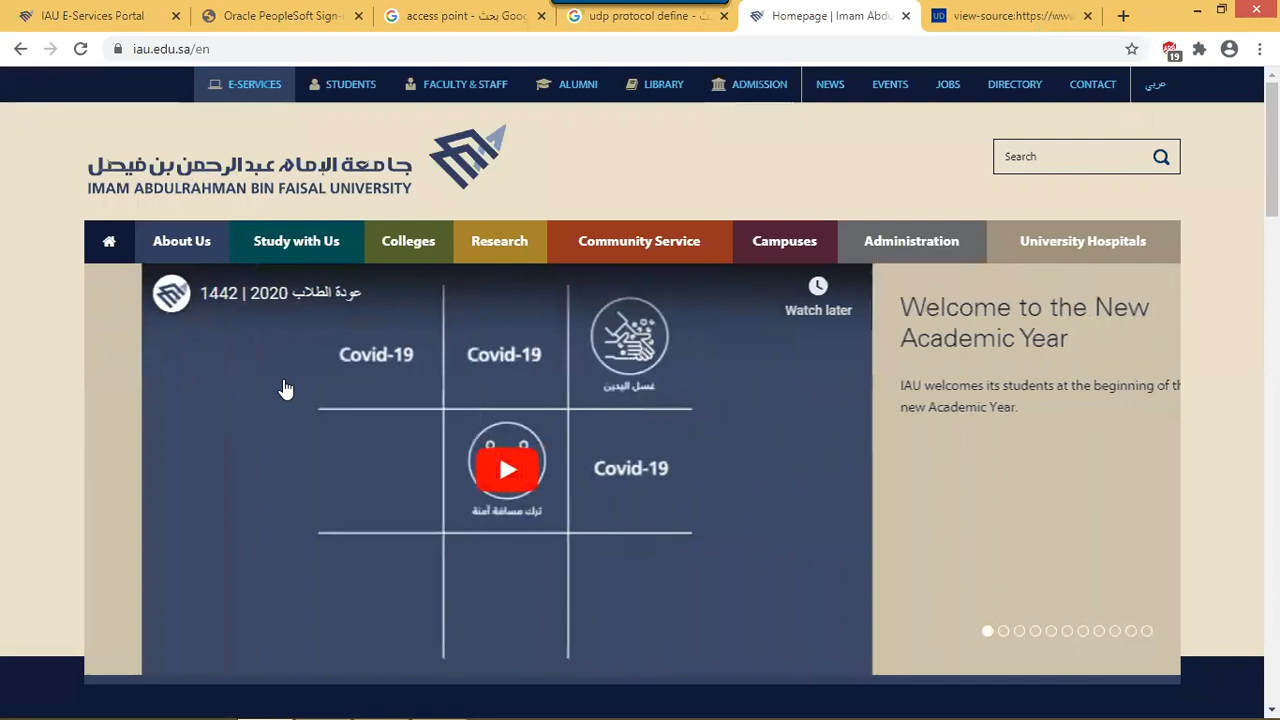 IAU E-Services Portal
Oracle PeopleSoft Sign-
access point - بحث Goog
udp protocol define - بحث
Homepage | Imam Abdu
view-source:https://www
iau.edu.sa/en
19
E-SERVICES
STUDENTS
FACULTY & STAFF
ALUMNI
LIBRARY
ADMISSION
NEWS
EVENTS
JOBS
DIRECTORY
CONTACT
عربي
جامعة الإمام عبدالرحمن بن فيصل
IMAM ABDULRAHMAN BIN FAISAL UNIVERSITY
Search
About Us
Study with Us
Colleges
Research
Community Service
Campuses
Administration
University Hospitals
عودة الطلاب 2020 | 1442
Watch later
Covid-19
Covid-19
غسل اليدين
Covid-19
ترك مسافة آمنة
Welcome to the New
Academic Year
IAU welcomes its students at the beginning of th
new Academic Year.